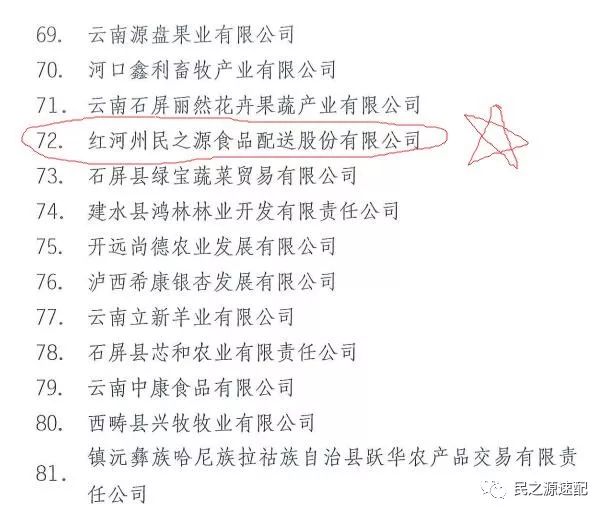 69. 云南源盘果业有限公司
70. 河口鑫利畜牧产业有限公司
71. 云南石屏丽然花卉果蔬产业有限公司
72. 红河州民之源食品配送股份有限公司
73. 石屏县绿宝蔬菜贸易有限公司
74. 建水县鸿林林业开发有限责任公司
75. 开远尚德农业发展有限公司
76. 泸西希康银杏发展有限公司
77. 云南立新羊业有限公司
78. 石屏县芯和农业有限责任公司
79. 云南中康食品有限公司
80. 西畴县兴牧牧业有限公司
81. 镇沅彝族哈尼族拉祜族自治县跃华农产品交易有限责
任公司
民之源速配